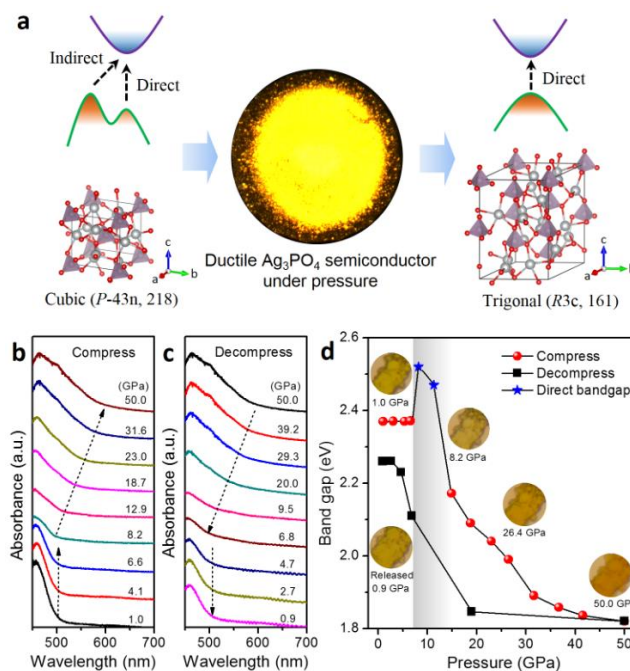 a
Indirect
Direct
Direct
c
b
a
Cubic (P-43n, 218)
Ductile Ag₃PO₄ semiconductor
under pressure
c
a
Trigonal (R3c, 161)
b
Compress
(GPa)
50.0
31.6
23.0
18.7
12.9
8.2
6.6
4.1
1.0
Absorbance (a.u.)
500 600 700
Wavelength (nm)
c
Decompress
(GPa)
50.0
39.2
29.3
20.0
9.5
6.8
4.7
2.7
0.9
Absorbance (a.u.)
500 600 700
Wavelength (nm)
d
Compress
Decompress
Direct bandgap
1.0 GPa
8.2 GPa
26.4 GPa
Released
0.9 GPa
50.0 GPa
2.6
2.4
2.2
2.0
1.8
Band gap (eV)
0 10 20 30 40 50
Pressure (GPa)